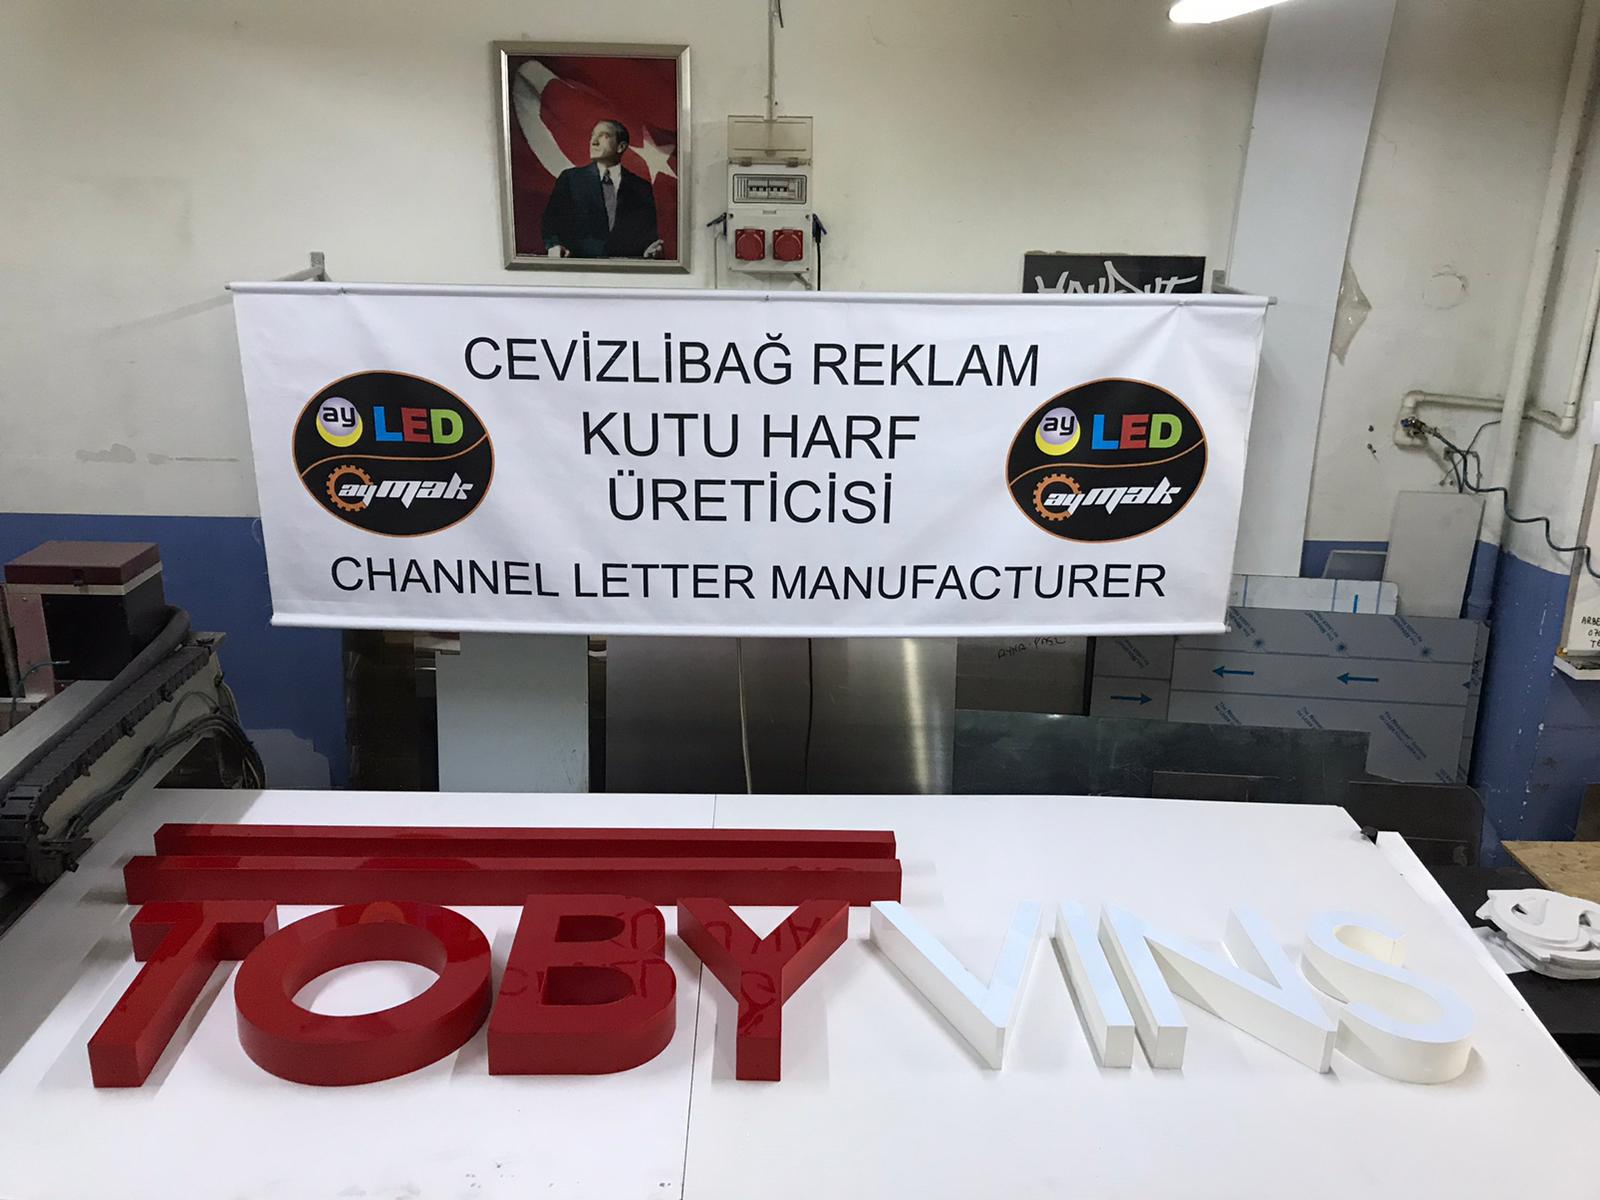 CEVİZLİBAĞ REKLAM
KUTU HARF
ÜRETİCİSİ
CHANNEL LETTER MANUFACTURER
ay LED
aymak
ay LED
aymak
TOBY VINS